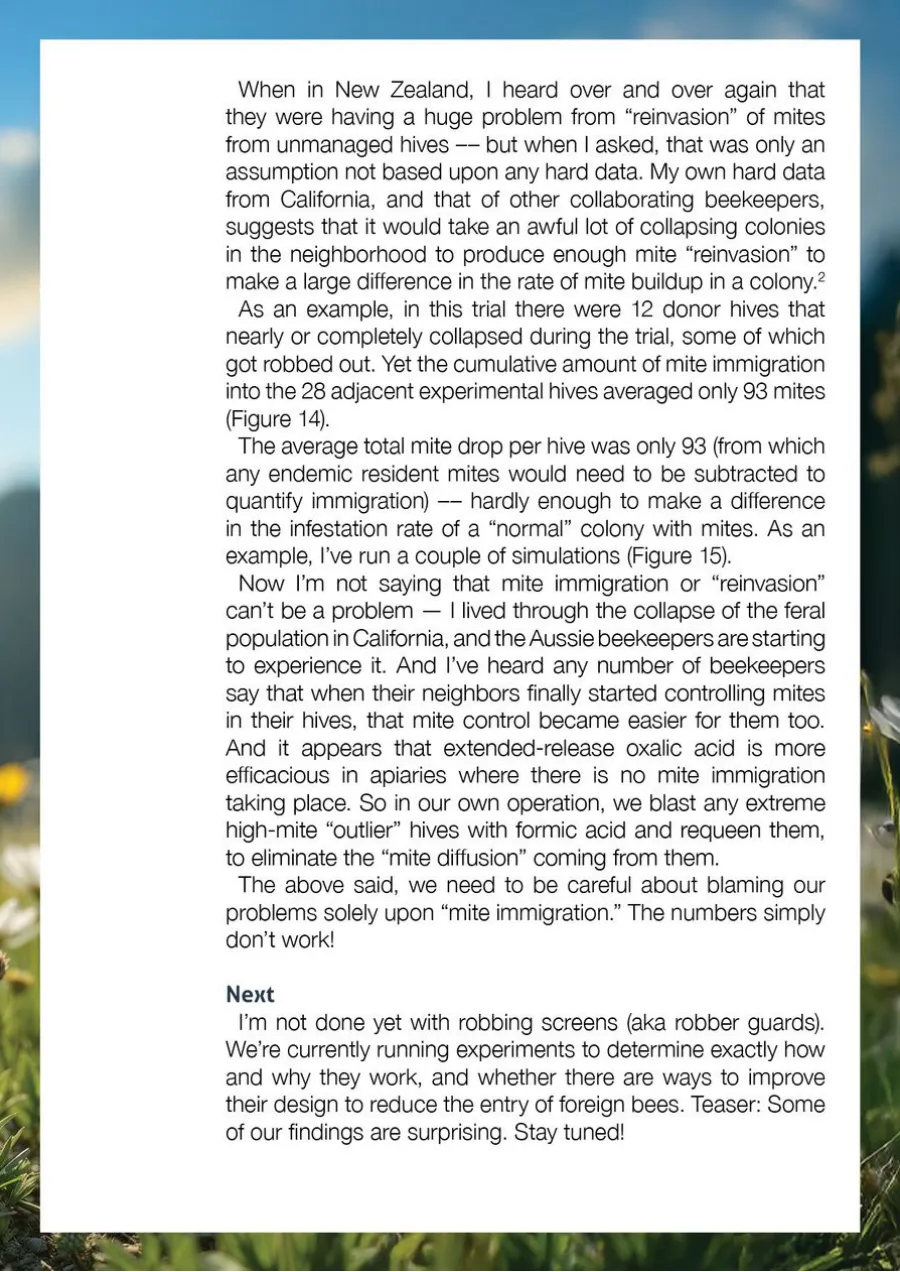 When in New Zealand, I heard over and over again that
they were having a huge problem from “reinvasion” of mites
from unmanaged hives –– but when I asked, that was only an
assumption not based upon any hard data. My own hard data
from California, and that of other collaborating beekeepers,
suggests that it would take an awful lot of collapsing colonies
in the neighborhood to produce enough mite “reinvasion” to
make a large difference in the rate of mite buildup in a colony.²
As an example, in this trial there were 12 donor hives that
nearly or completely collapsed during the trial, some of which
got robbed out. Yet the cumulative amount of mite immigration
into the 28 adjacent experimental hives averaged only 93 mites
(Figure 14).
The average total mite drop per hive was only 93 (from which
any endemic resident mites would need to be subtracted to
quantify immigration) –– hardly enough to make a difference
in the infestation rate of a “normal” colony with mites. As an
example, I’ve run a couple of simulations (Figure 15).
Now I’m not saying that mite immigration or “reinvasion”
can’t be a problem — I lived through the collapse of the feral
population in California, and the Aussie beekeepers are starting
to experience it. And I’ve heard any number of beekeepers
say that when their neighbors finally started controlling mites
in their hives, that mite control became easier for them too.
And it appears that extended-release oxalic acid is more
efficacious in apiaries where there is no mite immigration
taking place. So in our own operation, we blast any extreme
high-mite “outlier” hives with formic acid and requeen them,
to eliminate the “mite diffusion” coming from them.
The above said, we need to be careful about blaming our
problems solely upon “mite immigration.” The numbers simply
don’t work!
Next
I’m not done yet with robbing screens (aka robber guards).
We’re currently running experiments to determine exactly how
and why they work, and whether there are ways to improve
their design to reduce the entry of foreign bees. Teaser: Some
of our findings are surprising. Stay tuned!